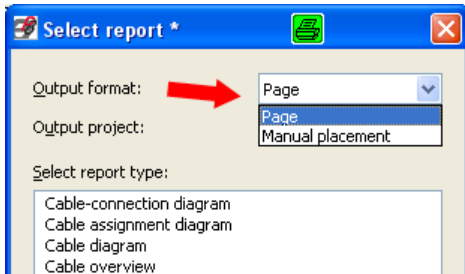 Select report *
Output format:
Page
Page
Manual placement
Output project:
Select report type:
Cable-connection diagram
Cable assignment diagram
Cable diagram
Cable overview